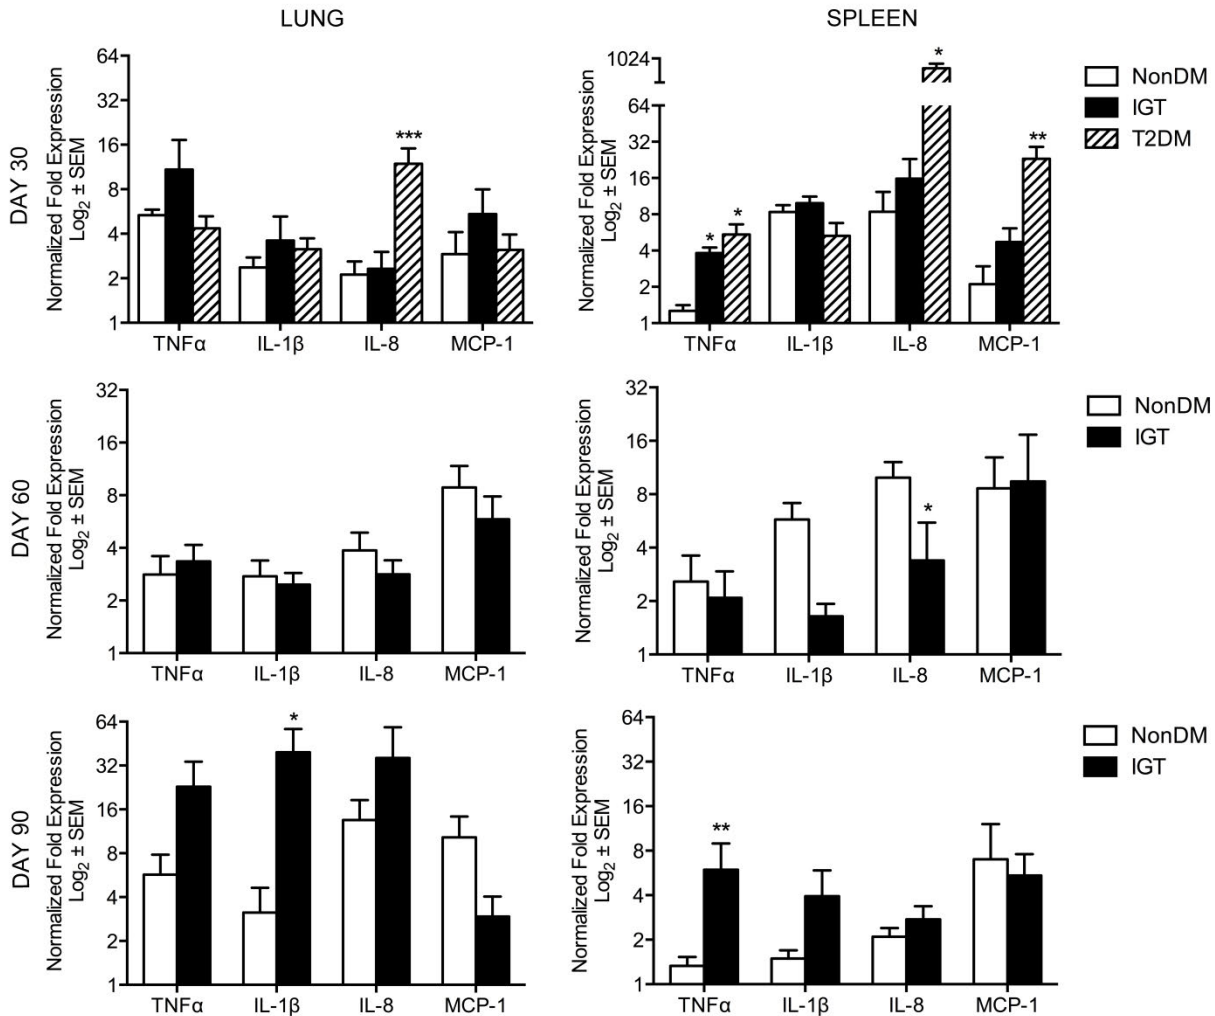 LUNG
SPLEEN
DAY 30
Normalized Fold Expression
Log₂ ± SEM
64
32
16
8
4
2
1
***
TNFα IL-1β IL-8 MCP-1
Normalized Fold Expression
Log₂ ± SEM
1024
64
32
16
8
4
2
1
*
*
*
**
TNFα IL-1β IL-8 MCP-1
NonDM
IGT
T2DM
DAY 60
Normalized Fold Expression
Log₂ ± SEM
32
16
8
4
2
1
TNFα IL-1β IL-8 MCP-1
Normalized Fold Expression
Log₂ ± SEM
32
16
8
4
2
1
*
TNFα IL-1β IL-8 MCP-1
NonDM
IGT
DAY 90
Normalized Fold Expression
Log₂ ± SEM
64
32
16
8
4
2
1
*
TNFα IL-1β IL-8 MCP-1
Normalized Fold Expression
Log₂ ± SEM
64
32
16
8
4
2
1
**
TNFα IL-1β IL-8 MCP-1
NonDM
IGT